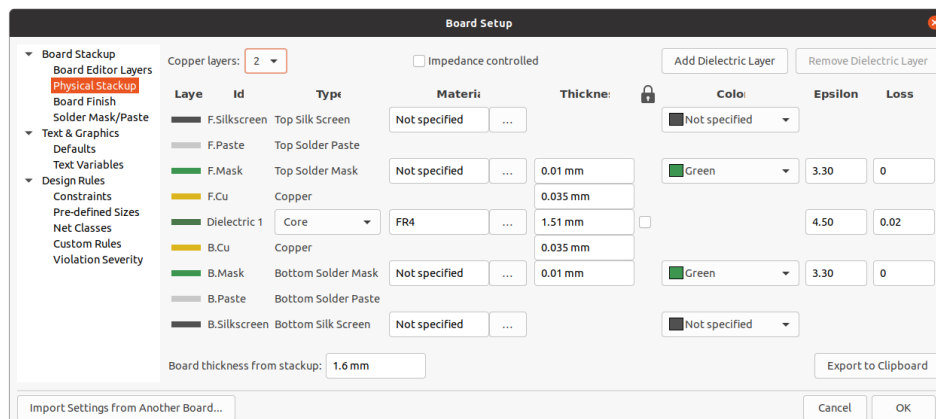 Board Setup
Board Stackup
Board Editor Layers
Physical Stackup
Board Finish
Solder Mask/Paste
Text & Graphics
Defaults
Text Variables
Design Rules
Constraints
Pre-defined Sizes
Net Classes
Custom Rules
Violation Severity
Copper layers: 2
Impedance controlled
Add Dielectric Layer
Remove Dielectric Layer
Laye Id Type Materia Thickne Colo Epsilon Loss
F.Silkscreen Top Silk Screen Not specified ... Not specified
F.Paste Top Solder Paste
F.Mask Top Solder Mask Not specified ... 0.01 mm Green 3.30 0
F.Cu Copper 0.035 mm
Dielectric 1 Core FR4 ... 1.51 mm 4.50 0.02
B.Cu Copper 0.035 mm
B.Mask Bottom Solder Mask Not specified ... 0.01 mm Green 3.30 0
B.Paste Bottom Solder Paste
B.Silkscreen Bottom Silk Screen Not specified ... Not specified
Board thickness from stackup: 1.6 mm
Export to Clipboard
Import Settings from Another Board...
Cancel
OK